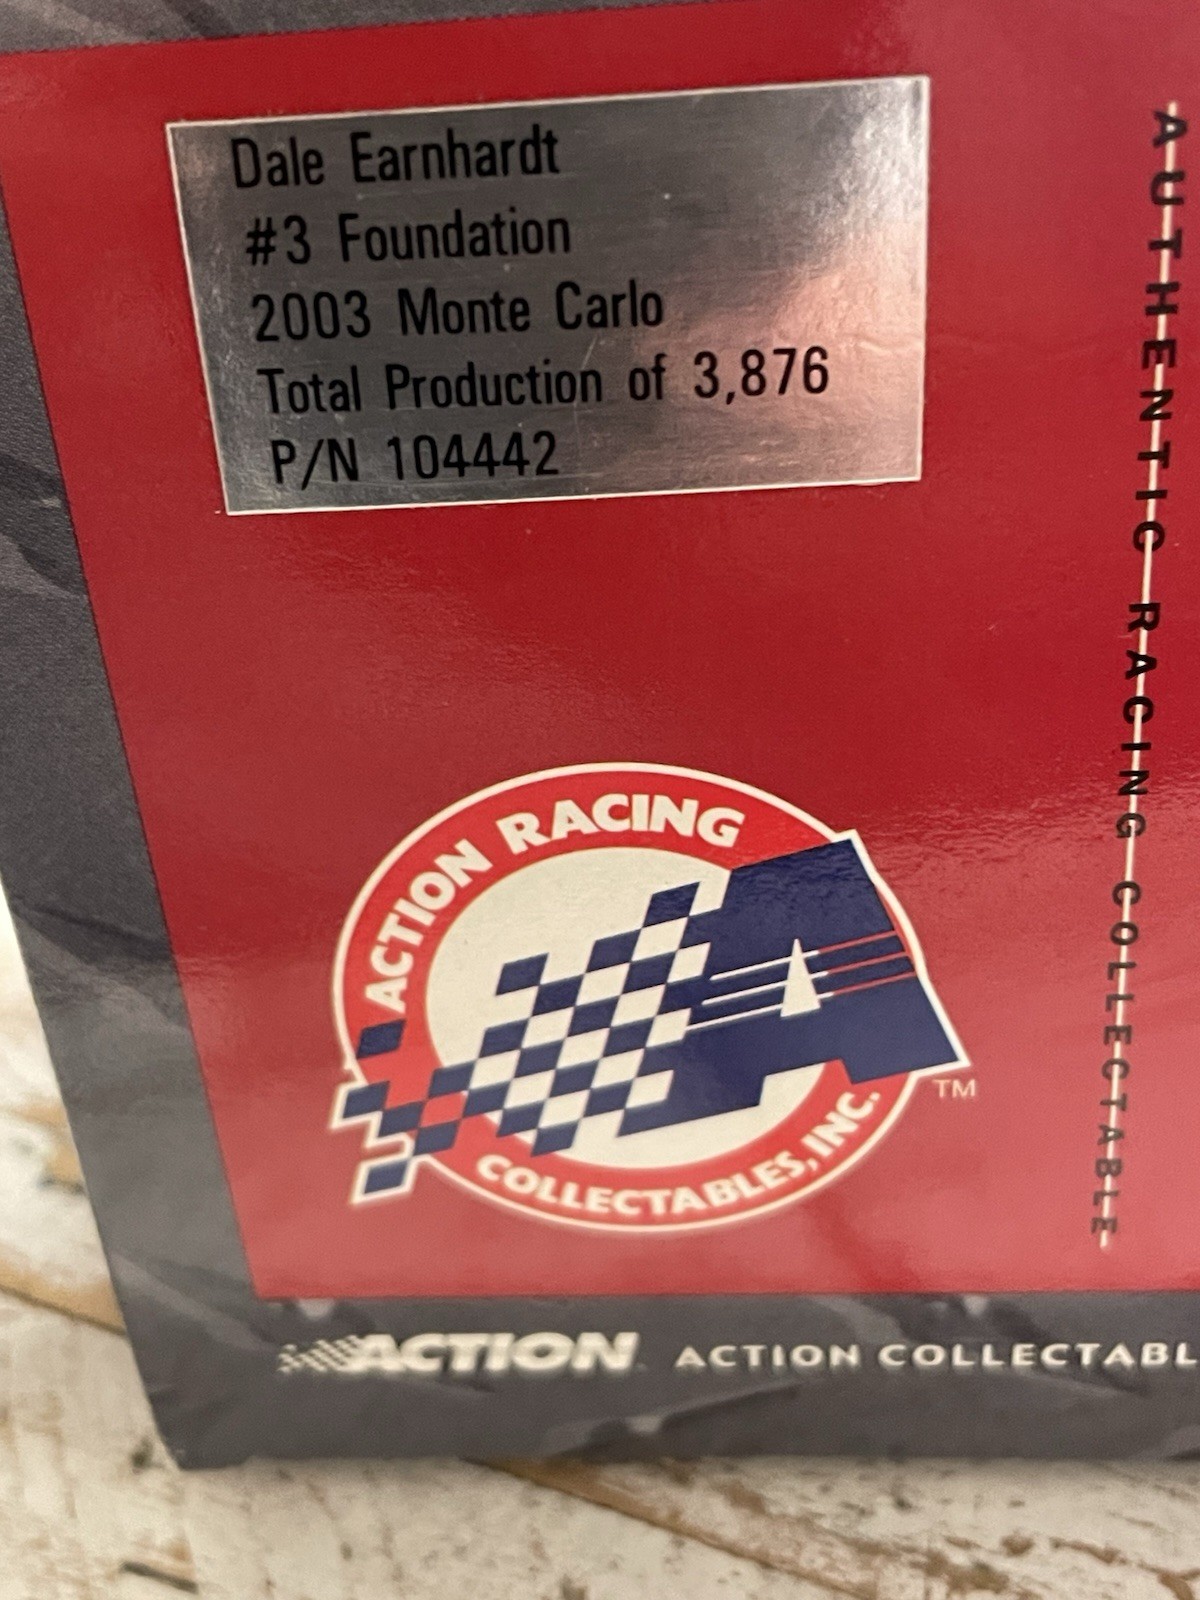 Dale Earnhardt
#3 Foundation
2003 Monte Carlo
Total Production of 3,876
P/N 104442
AUTHENTIC RACING COLLECTABLE
ACTION RACING
COLLECTABLES, INC.
TM
ACTION ACTION COLLECTABL